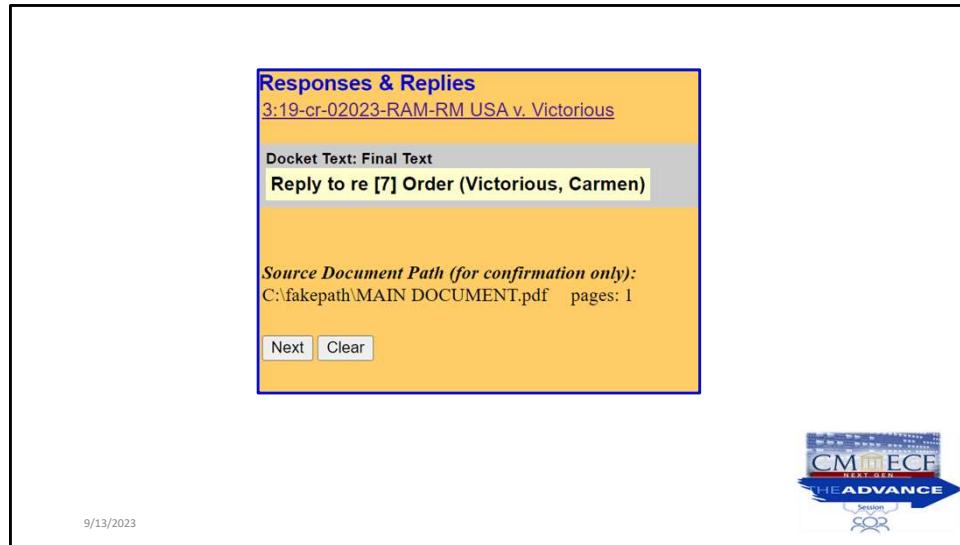 Responses & Replies
3:19-cr-02023-RAM-RM USA v. Victorious
Docket Text: Final Text
Reply to re [7] Order (Victorious, Carmen)
Source Document Path (for confirmation only):
C:\fakepath\MAIN DOCUMENT.pdf pages: 1
Next Clear
CM ECF
NEXT GEN
THE ADVANCE
Session
9/13/2023